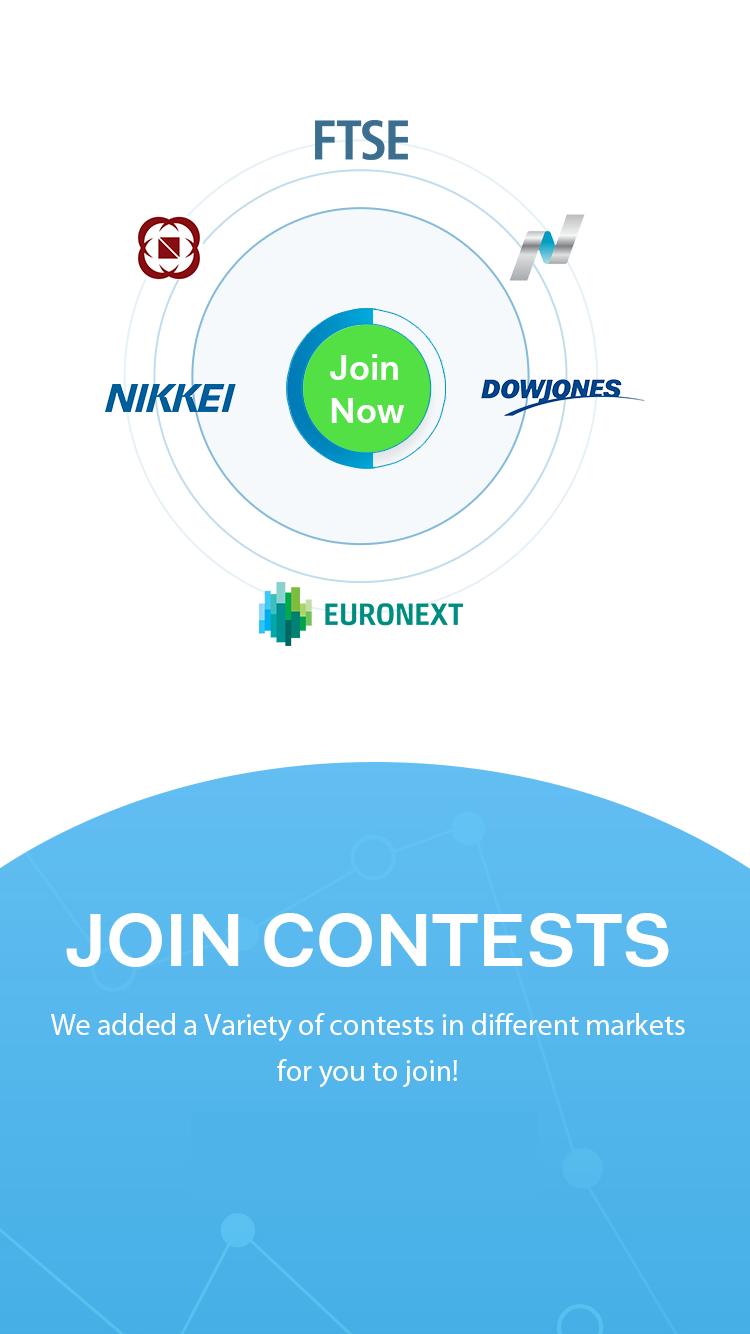 FTSE
Join
Now
NIKKEI
DOWJONES
EURONEXT
JOIN CONTESTS
We added a Variety of contests in different markets
for you to join!